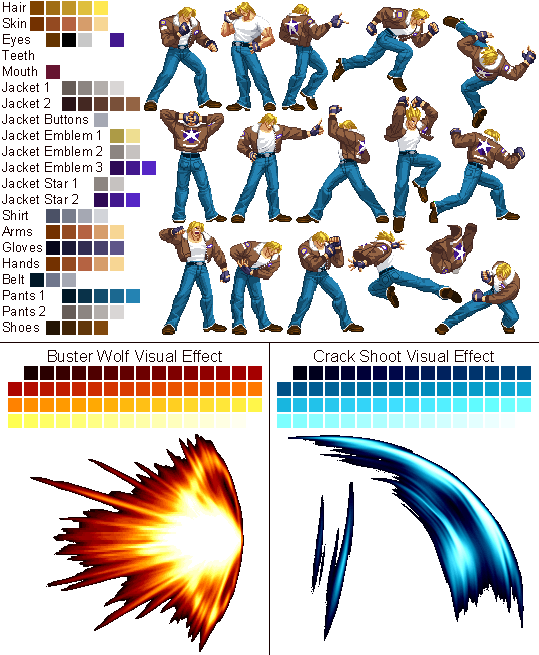 Hair
Skin
Eyes
Teeth
Mouth
Jacket 1
Jacket 2
Jacket Buttons
Jacket Emblem 1
Jacket Emblem 2
Jacket Emblem 3
Jacket Star 1
Jacket Star 2
Shirt
Arms
Gloves
Hands
Belt
Pants 1
Pants 2
Shoes
Buster Wolf Visual Effect
Crack Shoot Visual Effect